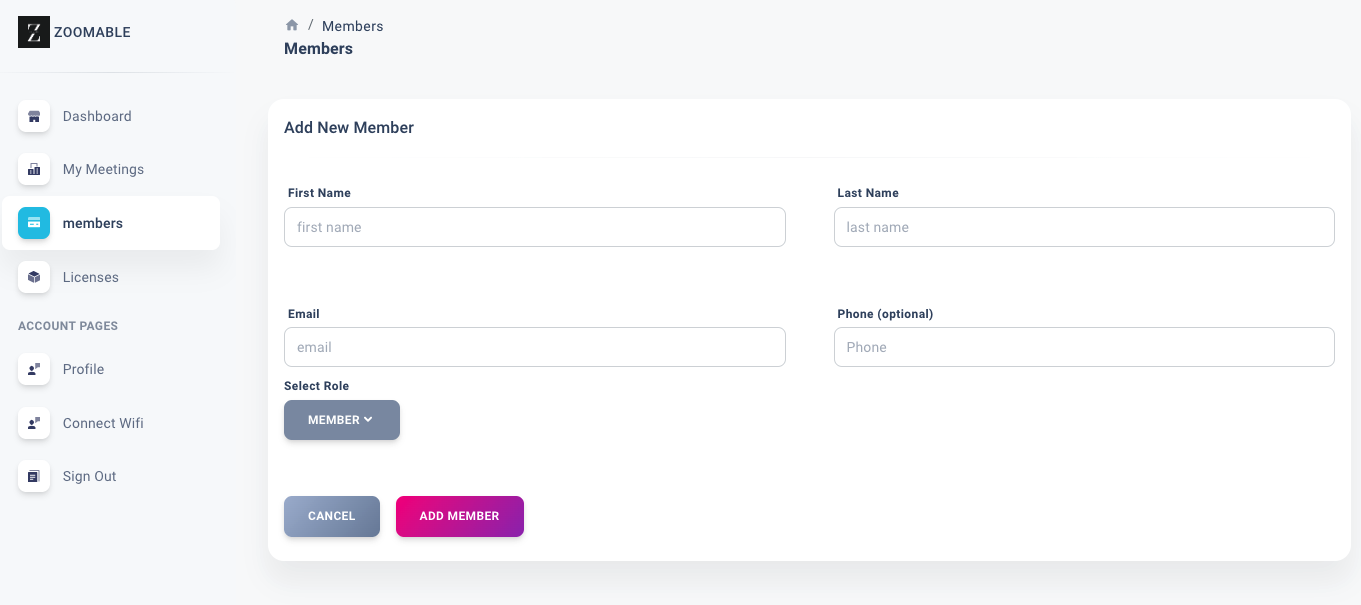 Z ZOOMABLE
Dashboard
My Meetings
members
Licenses
ACCOUNT PAGES
Profile
Connect Wifi
Sign Out
/ Members
Members
Add New Member
First Name
Last Name
first name
last name
Email
Phone (optional)
email
Phone
Select Role
MEMBER
CANCEL
ADD MEMBER